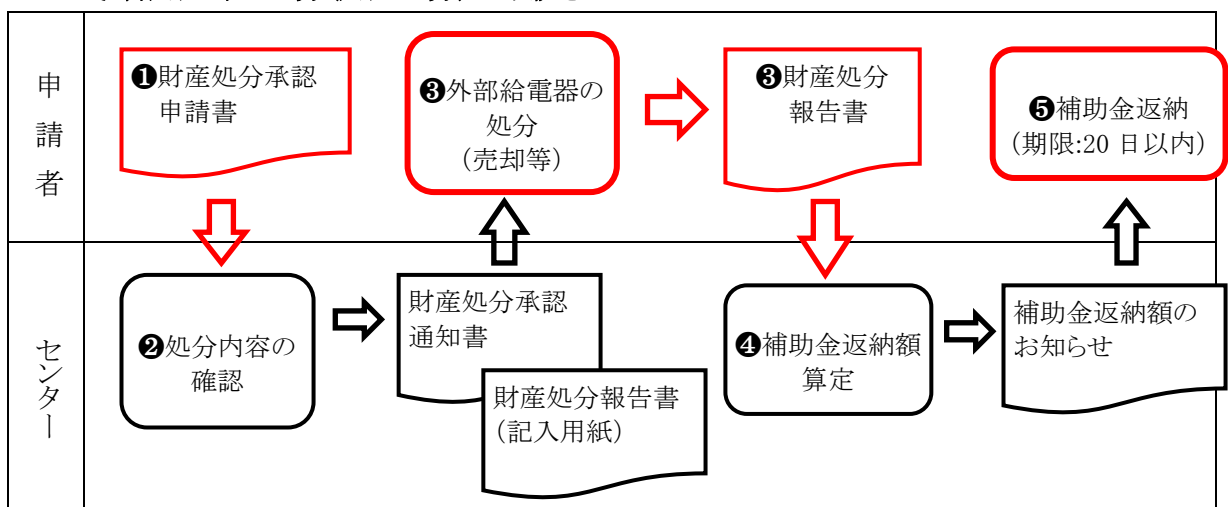 申請者
❶財産処分承認
申請書
❸外部給電器の
処分
(売却等)
❸財産処分
報告書
❺補助金返納
(期限:20 日以内)
センター
❷処分内容の
確認
財産処分承認
通知書
財産処分報告書
(記入用紙)
❹補助金返納額
算定
補助金返納額の
お知らせ